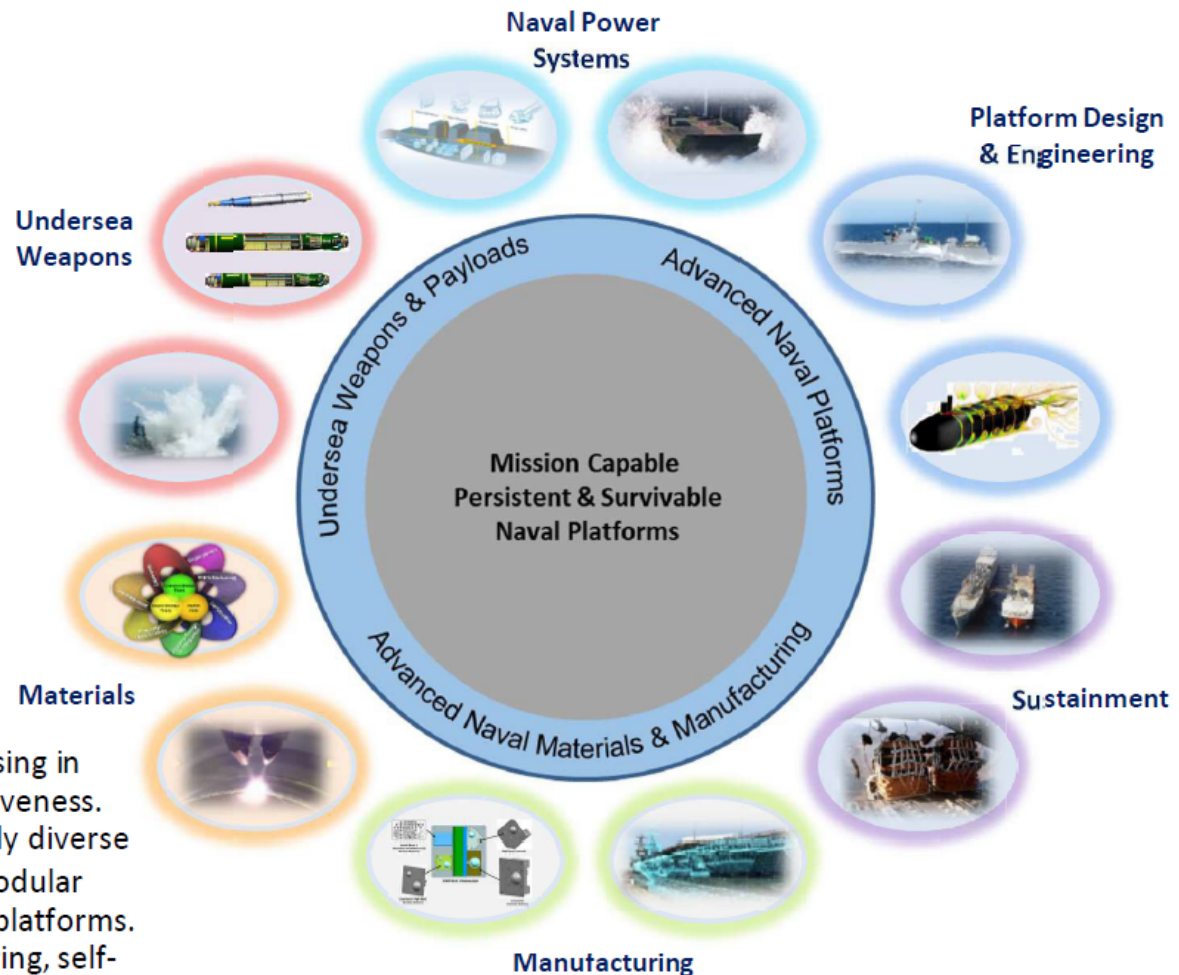 Naval Power
Systems
Platform Design
& Engineering
Undersea
Weapons
Undersea Weapons & Payloads
Advanced Naval Platforms
Mission Capable
Persistent & Survivable
Naval Platforms
Advanced Naval Materials & Manufacturing
Materials
Sustainment
sing in
iveness.
ly diverse
odular
platforms.
ing, self-
Manufacturing